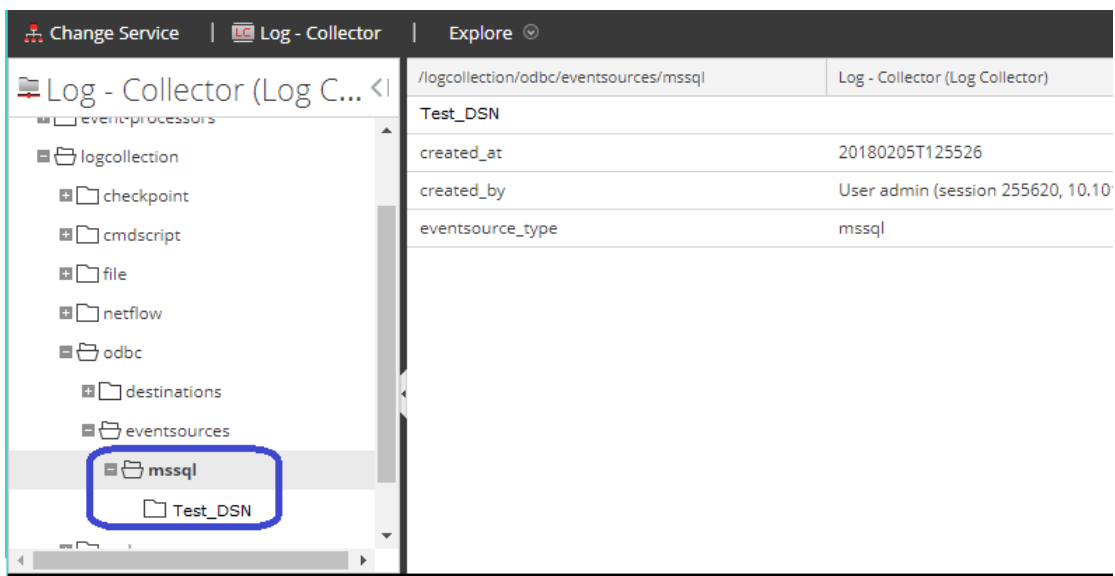 Change Service | LC Log - Collector | Explore
Log - Collector (Log C...
event-processors
logcollection
checkpoint
cmdscript
file
netflow
odbc
destinations
eventsources
mssql
Test_DSN
/logcollection/odbc/eventsources/mssql Log - Collector (Log Collector)
Test_DSN
created_at 20180205T125526
created_by User admin (session 255620, 10.101
eventsource_type mssql